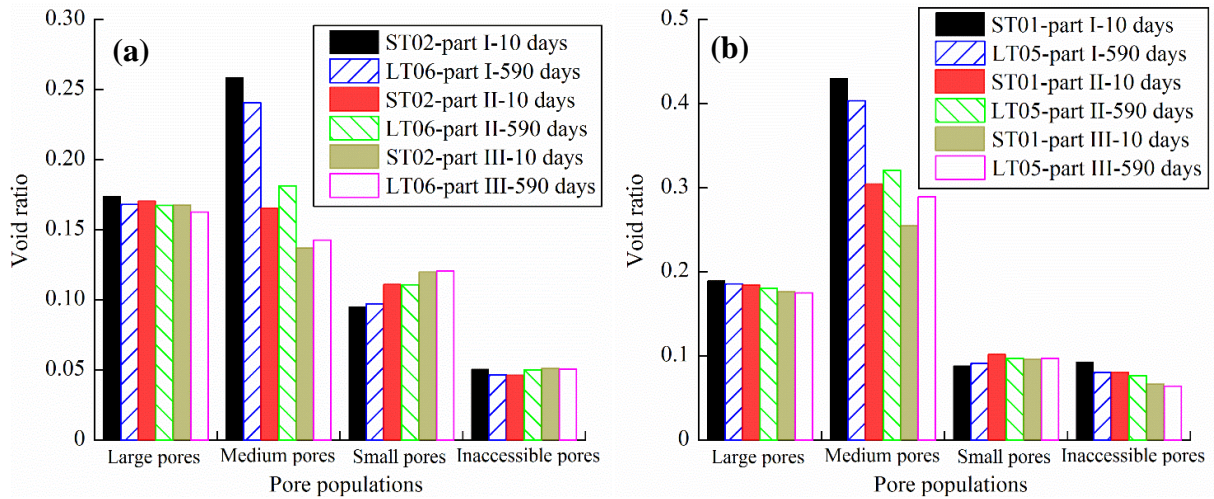 (a)
ST02-part I-10 days
LT06-part I-590 days
ST02-part II-10 days
LT06-part II-590 days
ST02-part III-10 days
LT06-part III-590 days
0.30
0.25
0.20
0.15
0.10
0.05
0
Void ratio
Large pores Medium pores Small pores Inaccessible pores
Pore populations
(b)
ST01-part I-10 days
LT05-part I-590 days
ST01-part II-10 days
LT05-part II-590 days
ST01-part III-10 days
LT05-part III-590 days
0.5
0.4
0.3
0.2
0.1
0
Void ratio
Large pores Medium pores Small pores Inaccessible pores
Pore populations